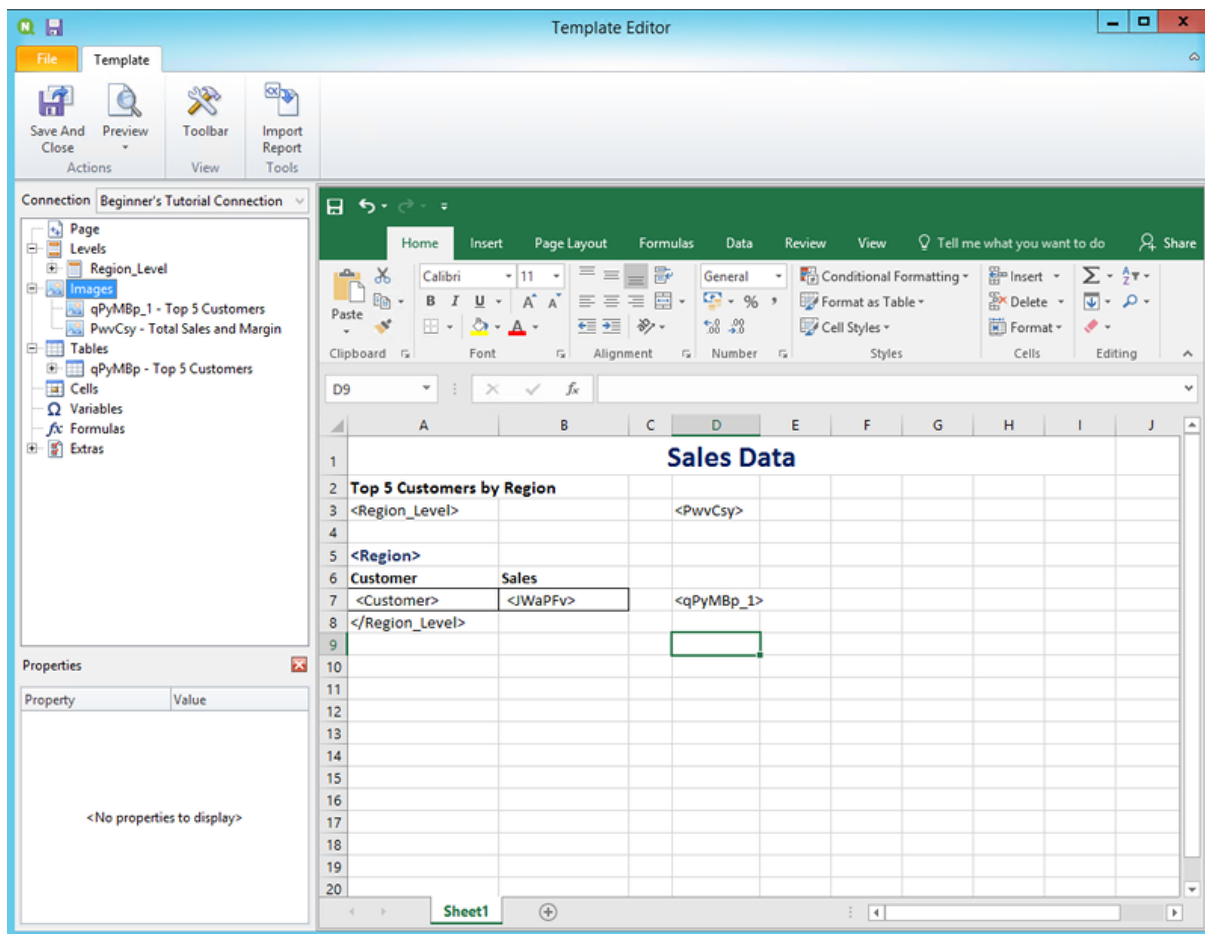 N
Template Editor
File Template
Save And Close Preview Toolbar Import Report
Actions View Tools
Connection Beginner's Tutorial Connection
Page
Levels
Region_Level
Images
qPyMBp_1 - Top 5 Customers
PwvCsy - Total Sales and Margin
Tables
qPyMBp - Top 5 Customers
Cells
Variables
Formulas
Extras
Properties
Property Value
<No properties to display>
Home Insert Page Layout Formulas Data Review View Tell me what you want to do Share
Paste Calibri 11 General Conditional Formatting Insert
B I U A A % , Format as Table Delete
A Cell Styles Format
Clipboard Font Alignment Number Styles Cells Editing
D9 fx
A B C D E F G H I J
1 Sales Data
2 Top 5 Customers by Region
3 <Region_Level> <PwvCsy>
4
5 <Region>
6 Customer Sales
7 <Customer> <JWaPFv> <qPyMBp_1>
8 </Region_Level>
9
10
11
12
13
14
15
16
17
18
19
20
Sheet1